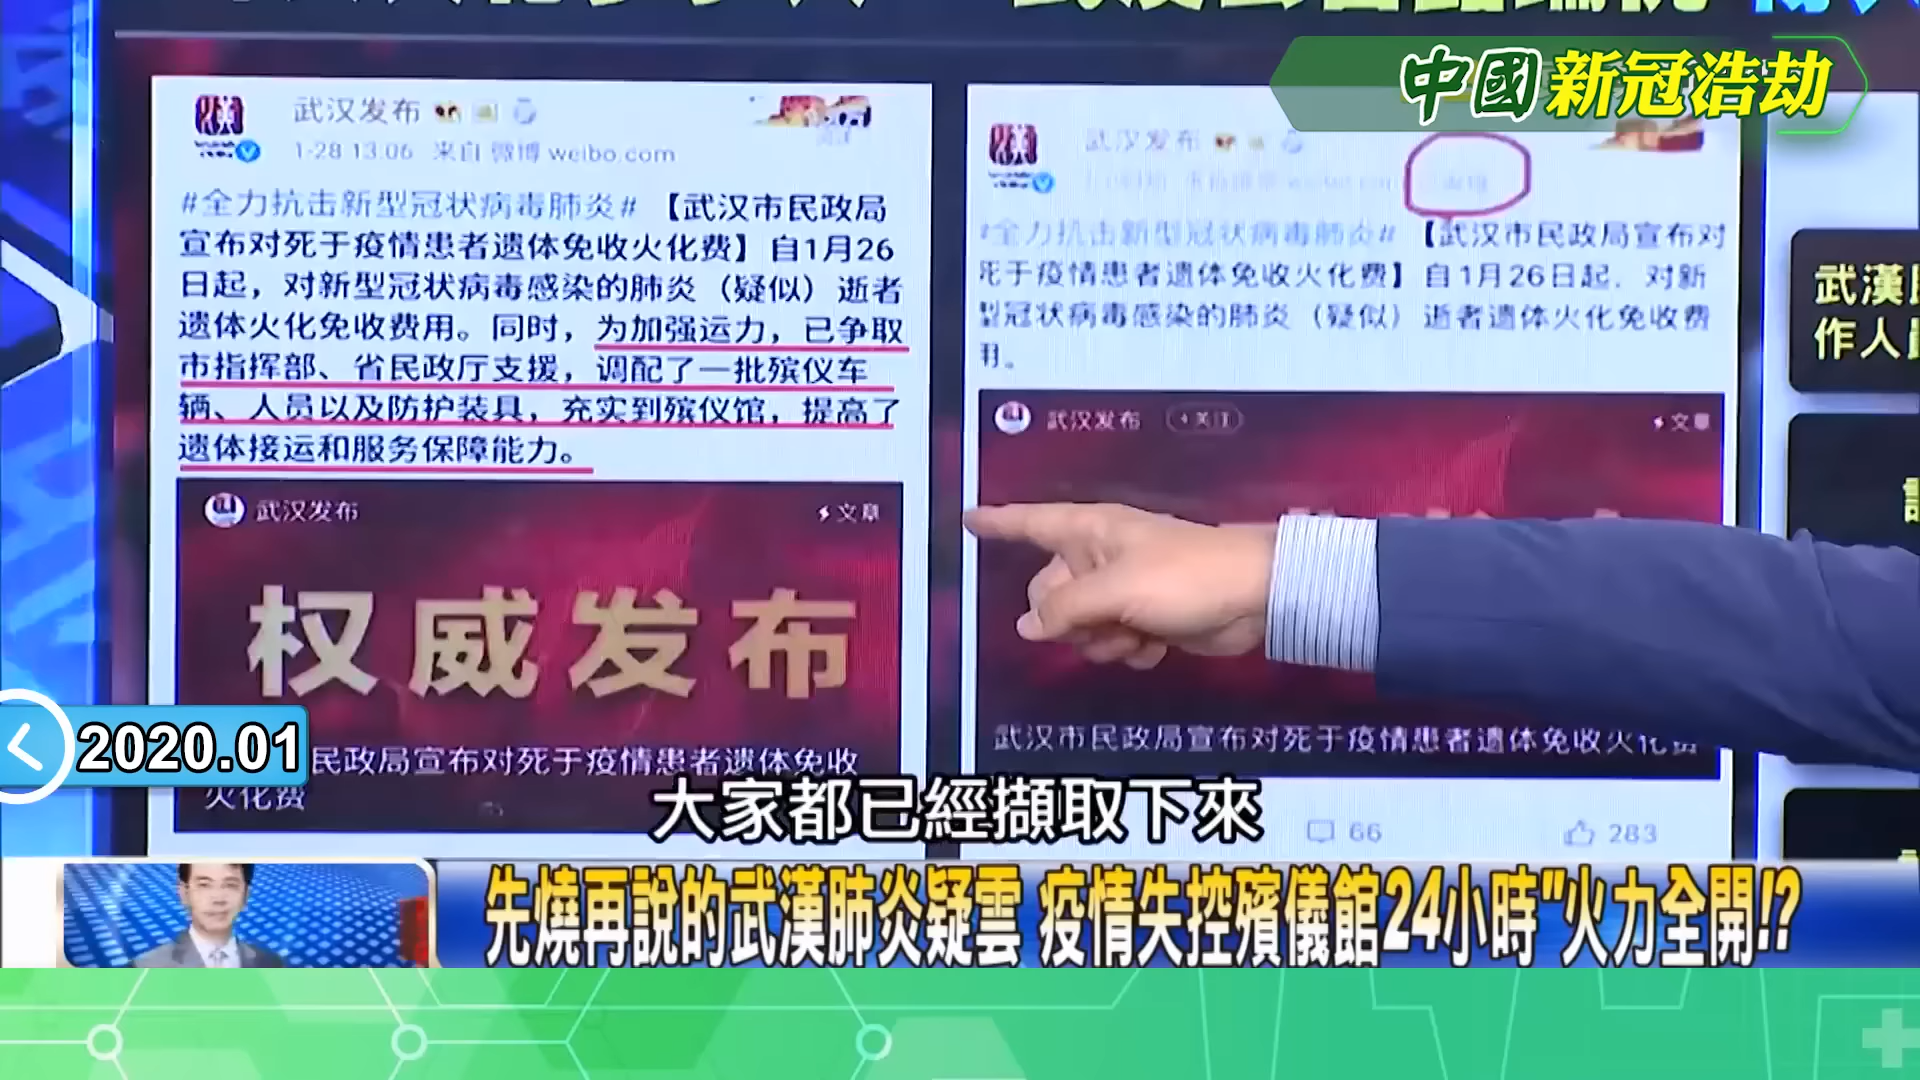 中國新冠浩劫
武汉发布
1-28 13:06 来自 微博 weibo.com
#全力抗击新型冠状病毒肺炎# 【武汉市民政局
宣布对死于疫情患者遗体免收火化费】自1月26
日起，对新型冠状病毒感染的肺炎（疑似）逝者
遗体火化免收费用。同时，为加强运力，已争取
市指挥部、省民政厅支援，调配了一批殡仪车
辆、人员以及防护装具，充实到殡仪馆，提高了
遗体接运和服务保障能力。
武汉发布
文章
权威发布
民政局宣布对死于疫情患者遗体免收
火化费
武汉发布
#全力抗击新型冠状病毒肺炎# 【武汉市民政局宣布对
死于疫情患者遗体免收火化费】自1月26日起，对新
型冠状病毒感染的肺炎（疑似）逝者遗体火化免收费
用。
武汉发布 +关注
文章
武汉市民政局宣布对死于疫情患者遗体免收火化费
66
283
武漢
作人員
2020.01
大家都已經擷取下來
先燒再說的武漢肺炎疑雲 疫情失控殯儀館24小時"火力全開!?